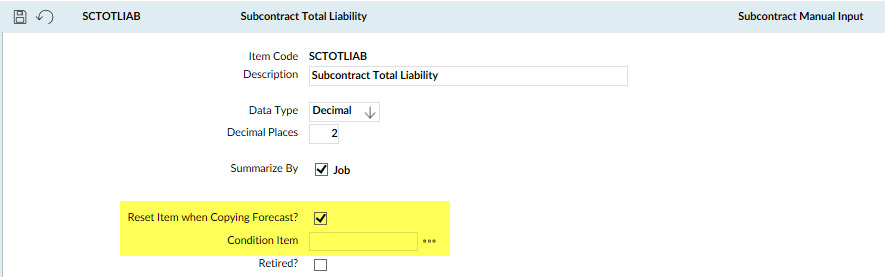 SCTOTLIAB Subcontract Total Liability Subcontract Manual Input
Item Code SCTOTLIAB
Description Subcontract Total Liability
Data Type Decimal
Decimal Places 2
Summarize By Job
Reset Item when Copying Forecast?
Condition Item
Retired?